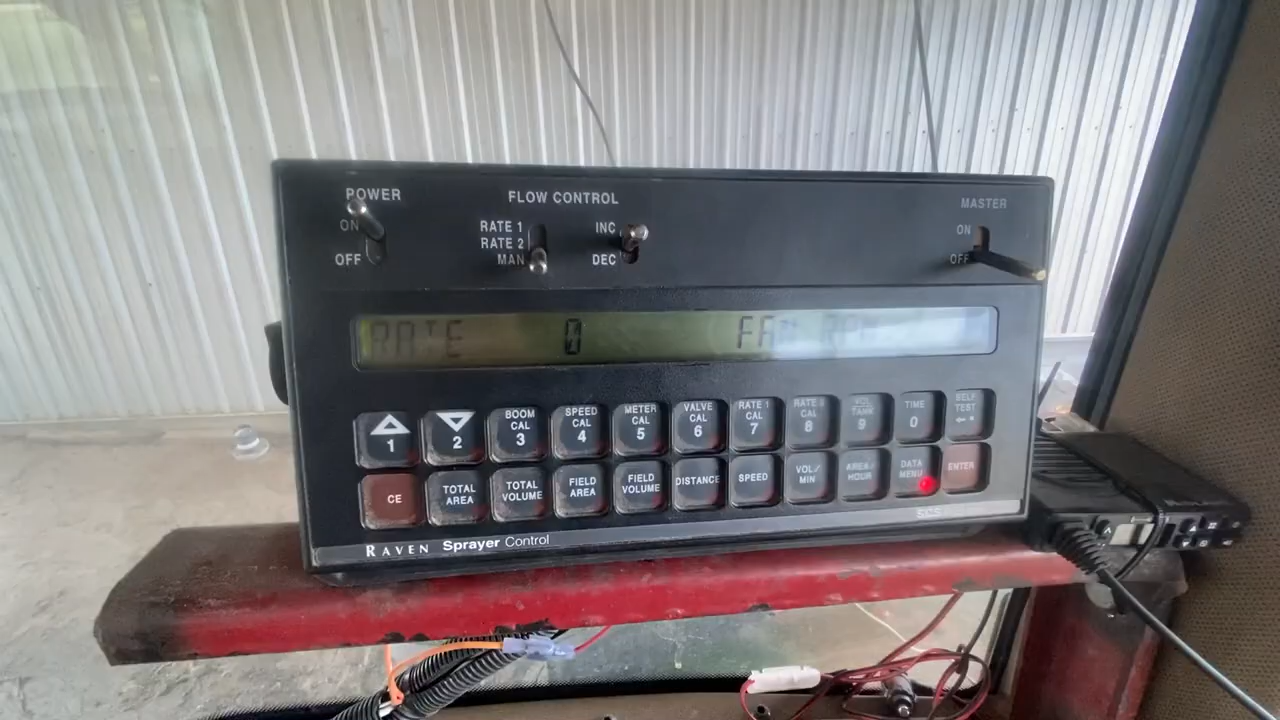 POWER
ON
OFF
FLOW CONTROL
RATE 1
RATE 2
MAN
INC
DEC
MASTER
ON
OFF
RATE 0
1
2
BOOM CAL 3
SPEED CAL 4
METER CAL 5
VALVE CAL 6
RATE 1 CAL 7
RATE 2 CAL 8
VOL TANK 9
TIME 0
SELF TEST
CE
TOTAL AREA
TOTAL VOLUME
FIELD AREA
FIELD VOLUME
DISTANCE
SPEED
VOL/ MIN
AREA/ HOUR
DATA MENU
ENTER
RAVEN Sprayer Control
SCS